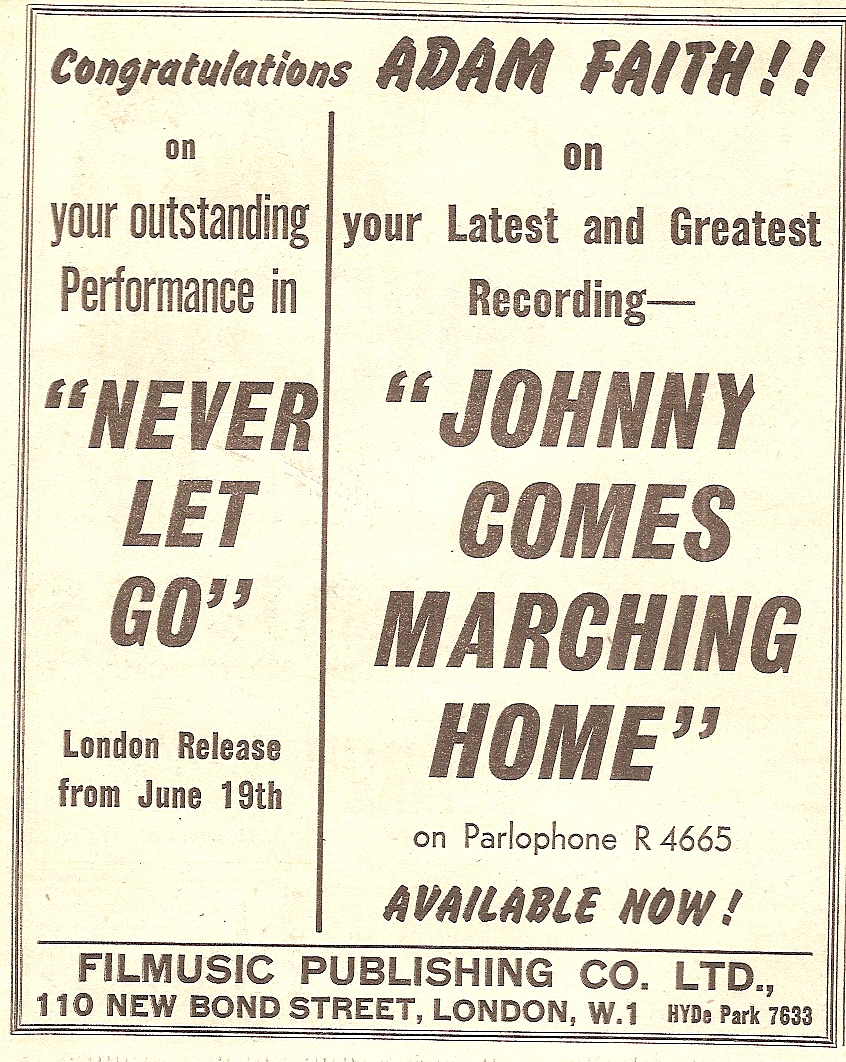 Congratulations ADAM FAITH!!
on
your outstanding
Performance in
"NEVER
LET
GO"
London Release
from June 19th
on
your Latest and Greatest
Recording—
"JOHNNY
COMES
MARCHING
HOME"
on Parlophone R 4665
AVAILABLE NOW!
FILMUSIC PUBLISHING CO. LTD.,
110 NEW BOND STREET, LONDON, W.1 HYDe Park 7633